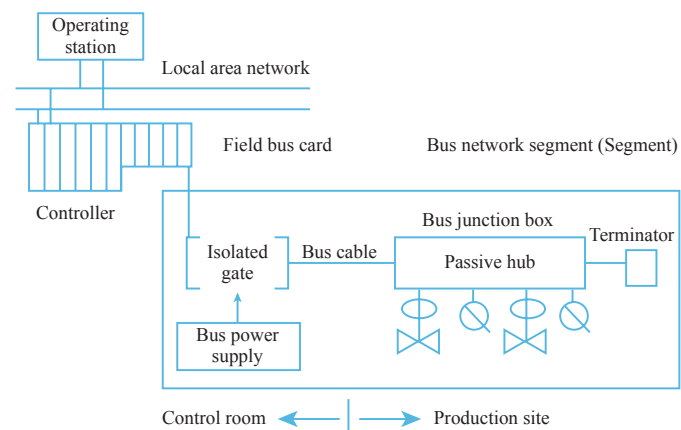 Operating
station
Local area network
Field bus card
Bus network segment (Segment)
Controller
Bus junction box
Terminator
Isolated
gate
Bus cable
Passive hub
Bus power
supply
Control room
Production site